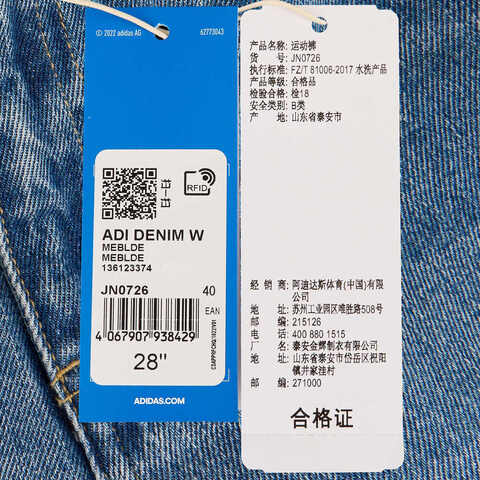 © 2022 adidas AG 62773043
RFID
ADI DENIM W
MEBLDE
MEBLDE
136123374
JN0726 40
EAN
4 067907 938429
28"
ADIDAS.COM
产品名称: 运动裤
货 号: JN0726
执行标准: FZ/T 81006-2017 水洗产品
产品等级: 合格品
检验合格: 检18
安全类别: B类
产 地: 山东省泰安市
经 销 商: 阿迪达斯体育(中国)有限
公司
地 址: 苏州工业园区唯胜路508号
邮 编: 215126
电 话: 400 880 1515
制 造 商: 泰安金辉制衣有限公司
地 址: 山东省泰安市岱岳区祝阳
镇井家洼村
邮 编: 271000
合格证